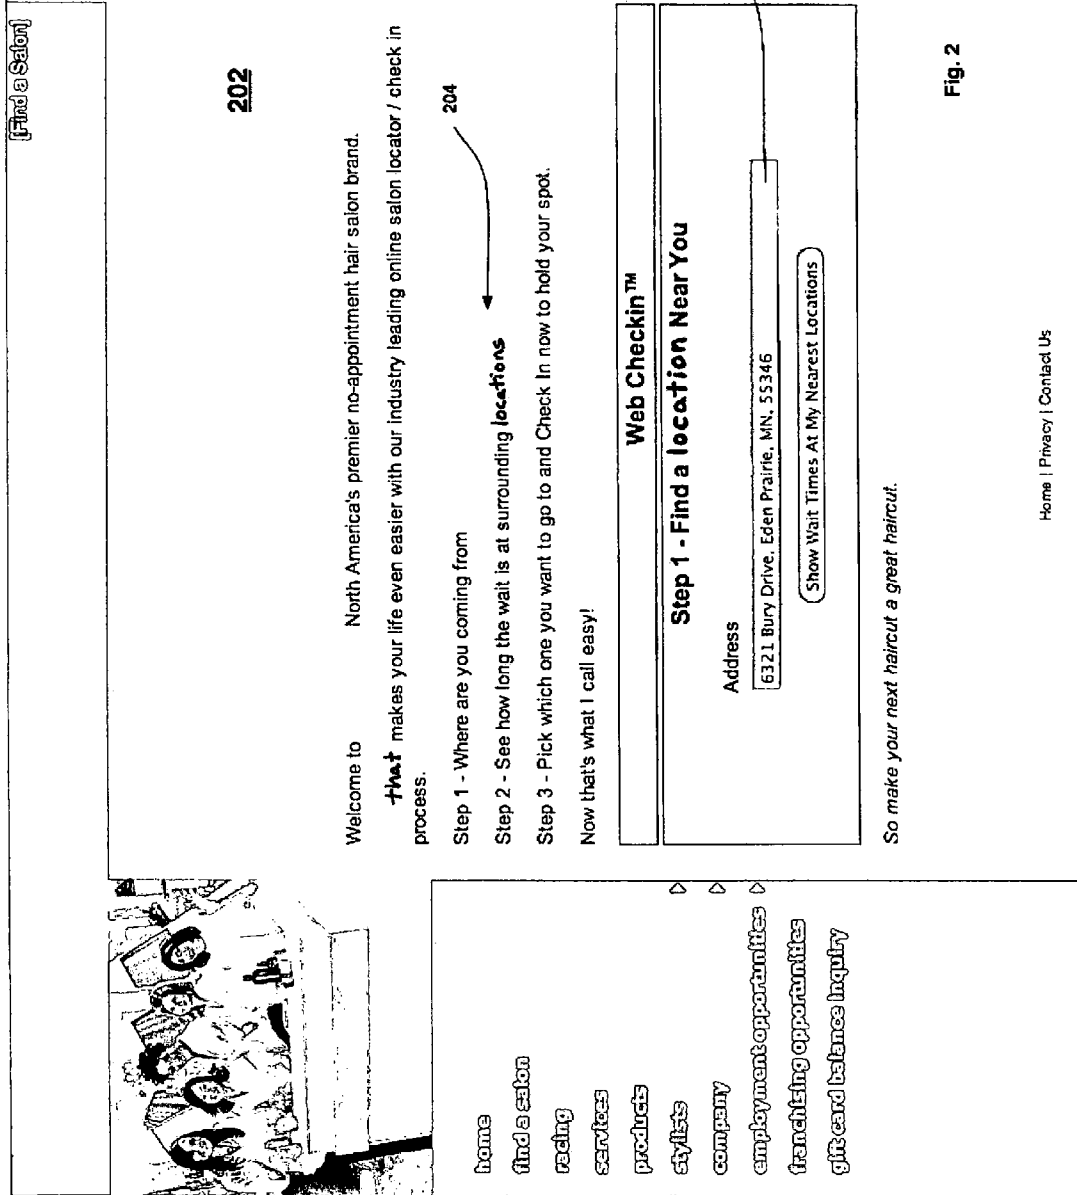 [Find a Salon]
202
Welcome to North America's premier no-appointment hair salon brand.
that makes your life even easier with our industry leading online salon locator / check in
process.
204
Step 1 - Where are you coming from
Step 2 - See how long the wait is at surrounding locations
Step 3 - Pick which one you want to go to and Check In now to hold your spot.
Now that's what I call easy!
Web Checkin™
Step 1 - Find a location Near You
Address
6321 Bury Drive, Eden Prairie, MN, 55346
Show Wait Times At My Nearest Locations
So make your next haircut a great haircut.
home
find a salon
racing
services
products
stylists
company
employment opportunities
franchising opportunities
gift card balance inquiry
Home | Privacy | Contact Us
Fig. 2